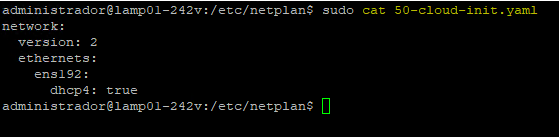 administrador@lamp01-242v:/etc/netplan$ sudo cat 50-cloud-init.yaml
network:
  version: 2
  ethernets:
    ens192:
      dhcp4: true
administrador@lamp01-242v:/etc/netplan$